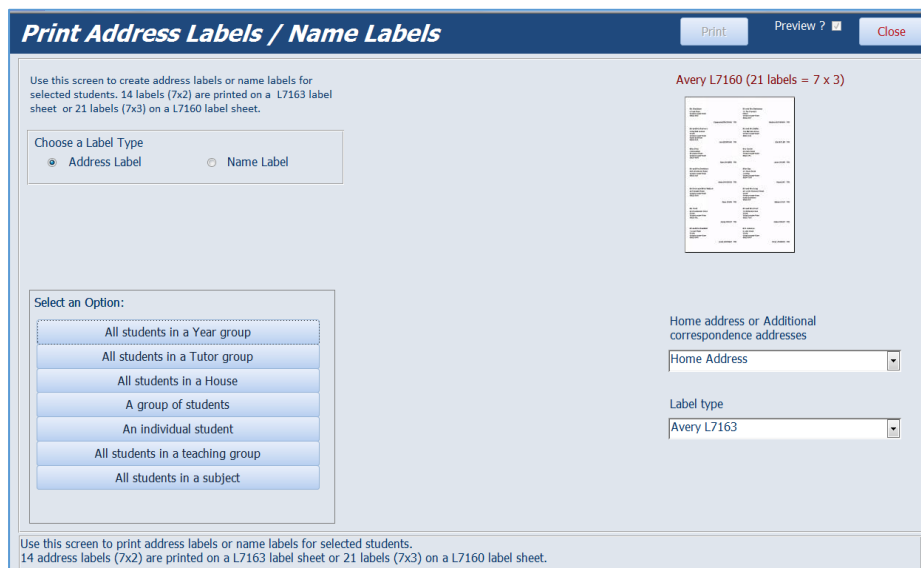 Print Address Labels / Name Labels
Print
Preview ?
Close
Use this screen to create address labels or name labels for
selected students. 14 labels (7x2) are printed on a L7163 label
sheet or 21 labels (7x3) on a L7160 label sheet.
Avery L7160 (21 labels = 7 x 3)
Choose a Label Type
Address Label
Name Label
Select an Option:
All students in a Year group
All students in a Tutor group
All students in a House
A group of students
An individual student
All students in a teaching group
All students in a subject
Home address or Additional
correspondence addresses
Home Address
Label type
Avery L7163
Use this screen to print address labels or name labels for selected students.
14 address labels (7x2) are printed on a L7163 label sheet or 21 labels (7x3) on a L7160 label sheet.